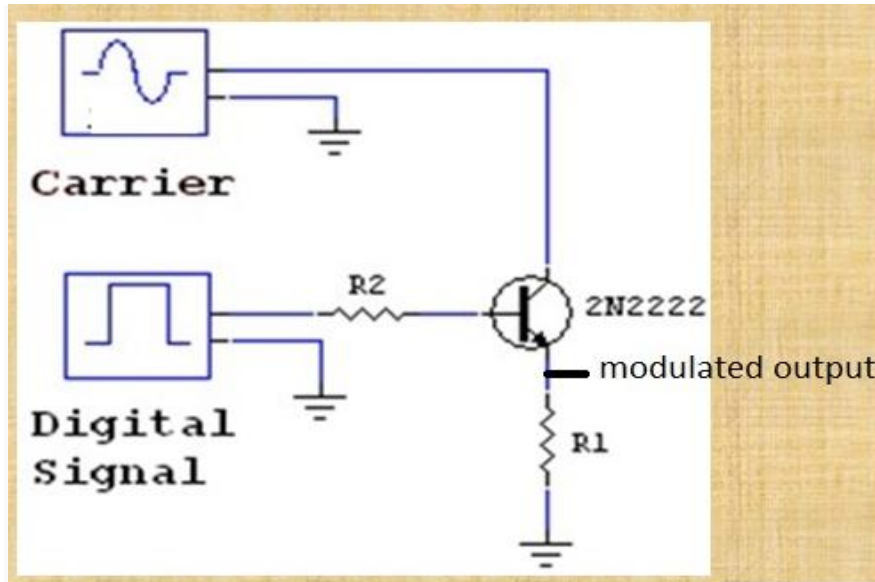 Carrier
R2
2N2222
modulated output
Digital
Signal
R1